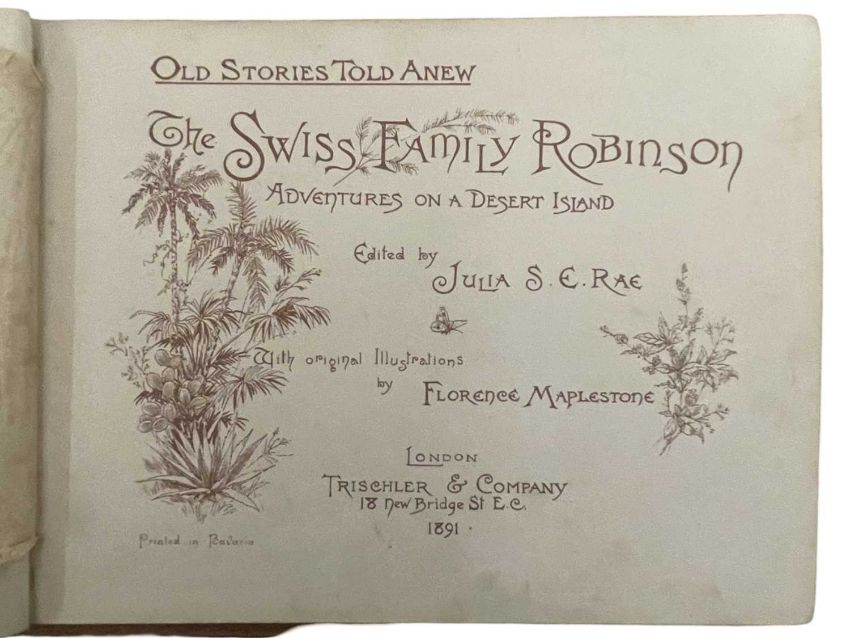 Old Stories Told Anew
The Swiss Family Robinson
Adventures on a Desert Island
Edited by
Julia S. E. Rae
With original Illustrations
by
Florence Maplestone
London
Trischler & Company
18 New Bridge St E.C.
1891.
Printed in Bavaria